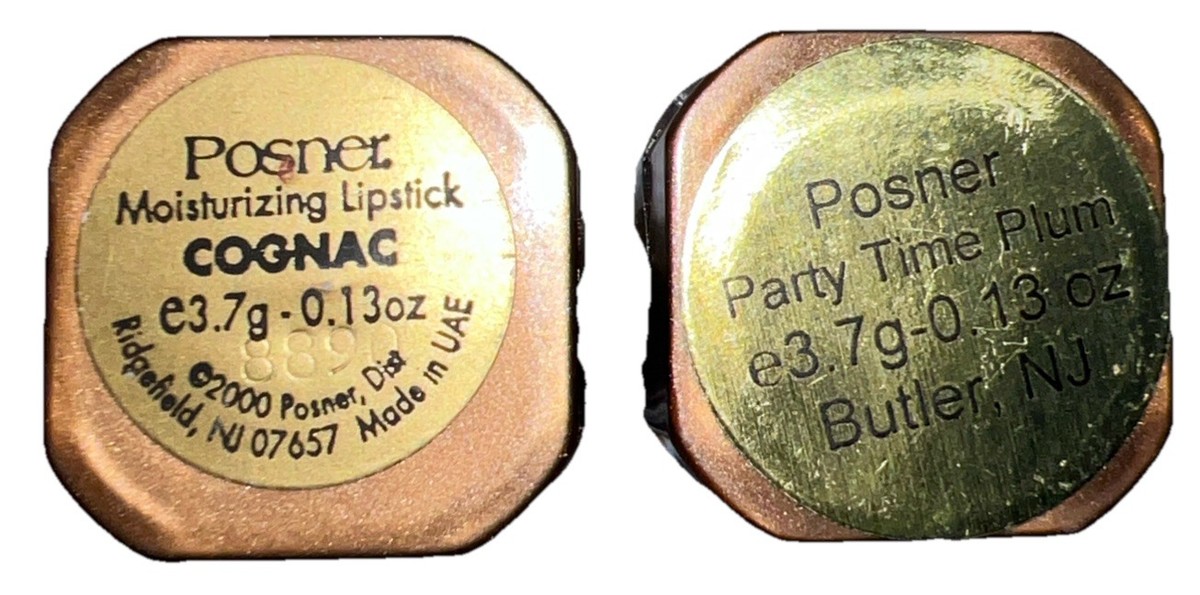 Posner
Moisturizing Lipstick
COGNAC
e3.7g - 0.13oz
889
©2000 Posner, Dist
Ridgefield, NJ 07657 Made in UAE
Posner
Party Time Plum
e3.7g-0.13 oz
Butler, NJ